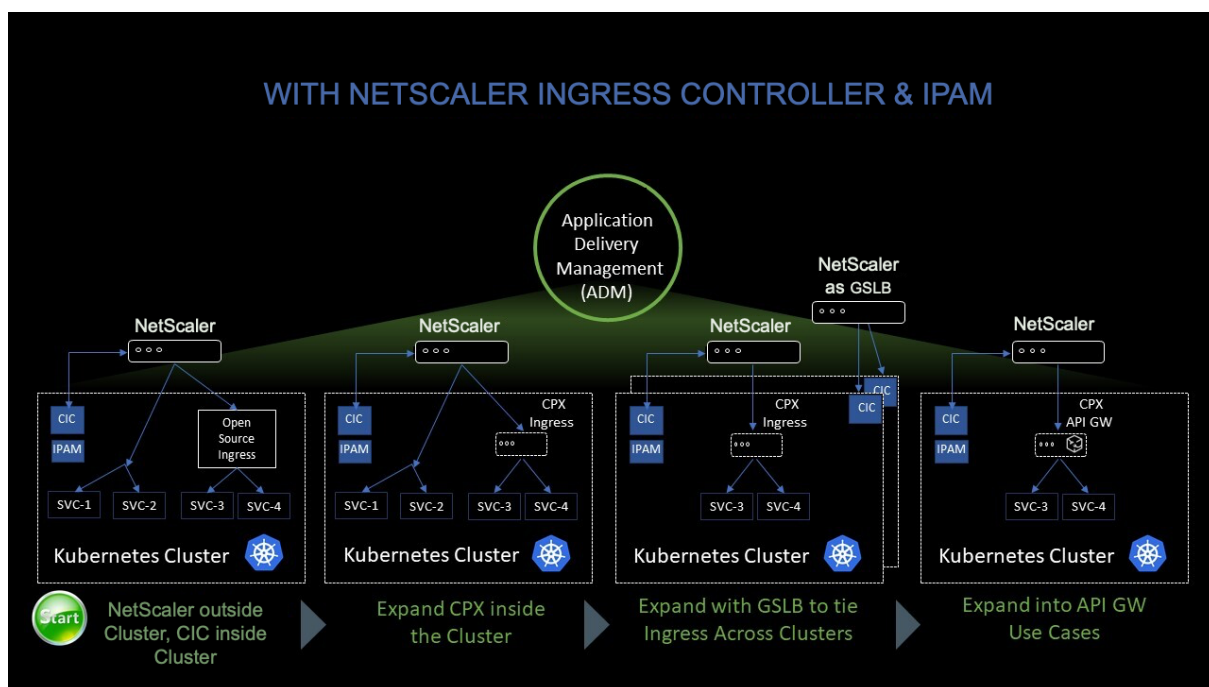 WITH NETSCALER INGRESS CONTROLLER & IPAM
Application
Delivery
Management
(ADM)
NetScaler
as GSLB
NetScaler
CIC
IPAM
Open
Source
Ingress
SVC-1
SVC-2
SVC-3
SVC-4
Kubernetes Cluster
NetScaler
CIC
IPAM
CPX
Ingress
SVC-1
SVC-2
SVC-3
SVC-4
Kubernetes Cluster
NetScaler
CIC
IPAM
CPX
Ingress
CIC
CIC
SVC-3
SVC-4
Kubernetes Cluster
NetScaler
CIC
IPAM
CPX
API GW
SVC-3
SVC-4
Kubernetes Cluster
Start
NetScaler outside
Cluster, CIC inside
Cluster
Expand CPX inside
the Cluster
Expand with GSLB to tie
Ingress Across Clusters
Expand into API GW
Use Cases